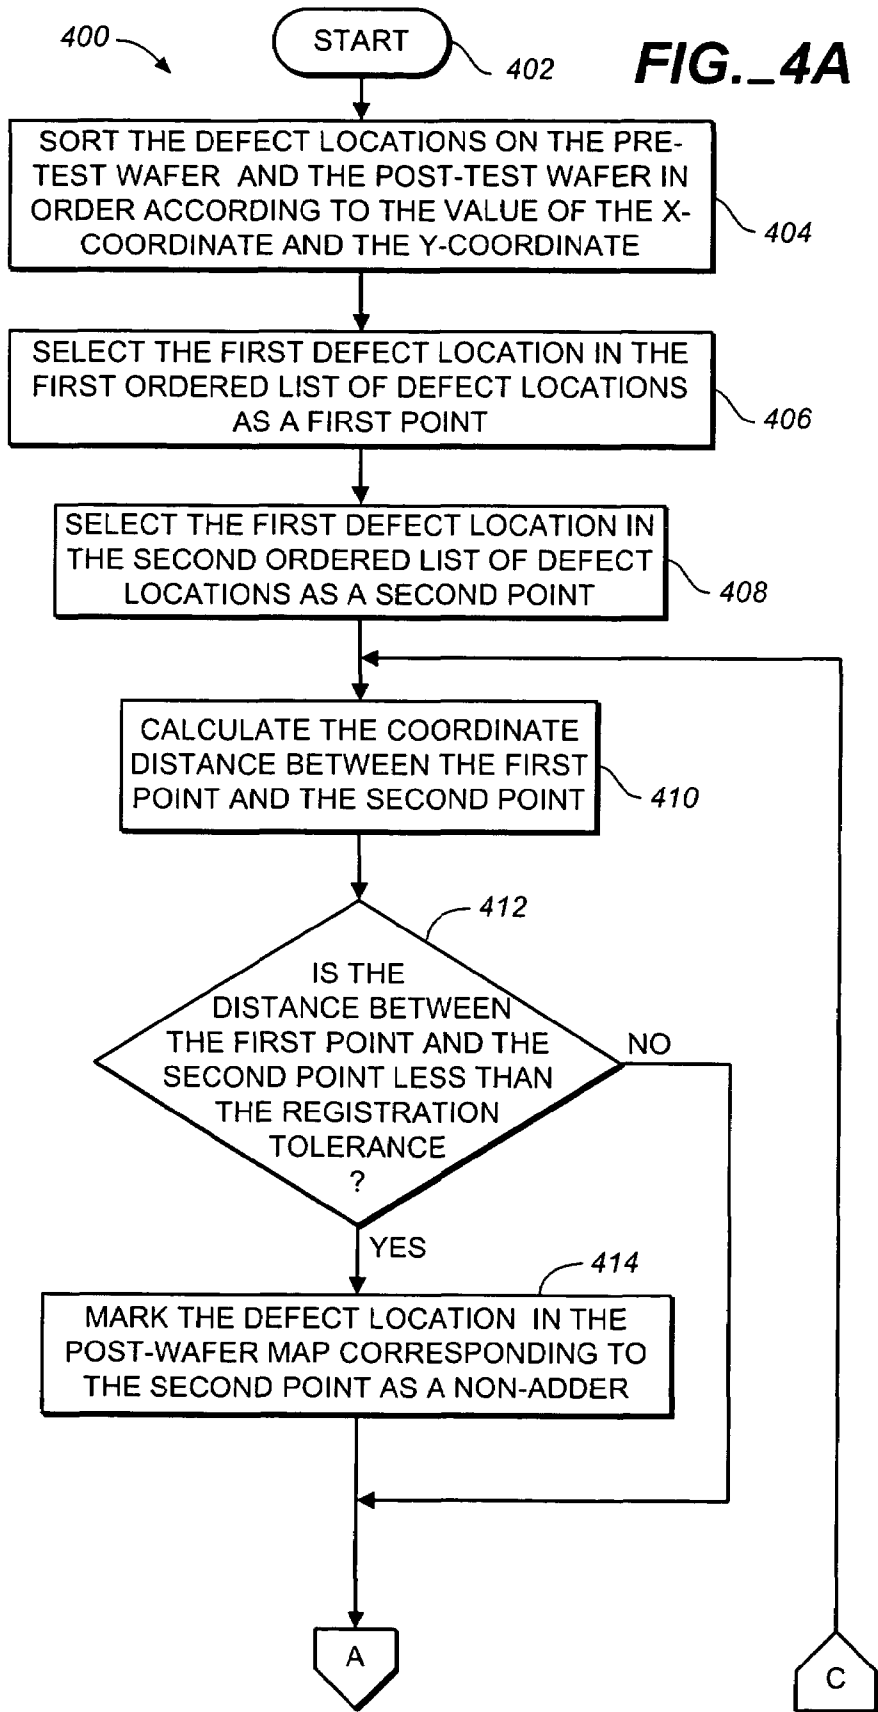 400
START
402
FIG._4A
SORT THE DEFECT LOCATIONS ON THE PRE-
TEST WAFER AND THE POST-TEST WAFER IN
ORDER ACCORDING TO THE VALUE OF THE X-
COORDINATE AND THE Y-COORDINATE
404
SELECT THE FIRST DEFECT LOCATION IN THE
FIRST ORDERED LIST OF DEFECT LOCATIONS
AS A FIRST POINT
406
SELECT THE FIRST DEFECT LOCATION IN
THE SECOND ORDERED LIST OF DEFECT
LOCATIONS AS A SECOND POINT
408
CALCULATE THE COORDINATE
DISTANCE BETWEEN THE FIRST
POINT AND THE SECOND POINT
410
412
IS THE
DISTANCE BETWEEN
THE FIRST POINT AND THE
SECOND POINT LESS THAN
THE REGISTRATION
TOLERANCE
?
NO
YES
414
MARK THE DEFECT LOCATION IN THE
POST-WAFER MAP CORRESPONDING TO
THE SECOND POINT AS A NON-ADDER
A
C